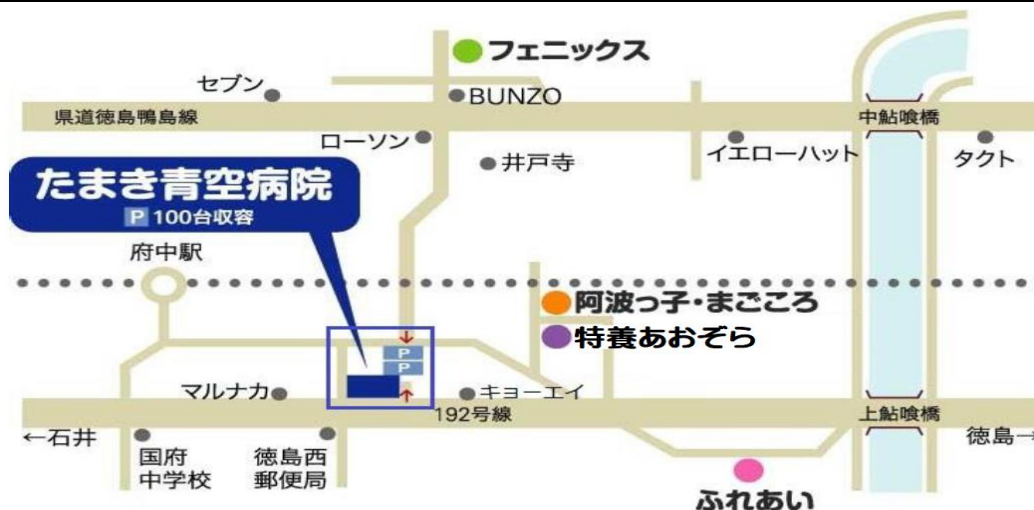 フェニックス
セブン
BUNZO
県道徳島鴨島線
中鮎喰橋
ローソン
井戸寺
イエローハット
タクト
たまき青空病院
P 100台収容
府中駅
阿波っ子・まごころ
特養あおぞら
P
P
マルナカ
キョーエイ
192号線
上鮎喰橋
←石井
徳島→
国府
中学校
徳島西
郵便局
ふれあい